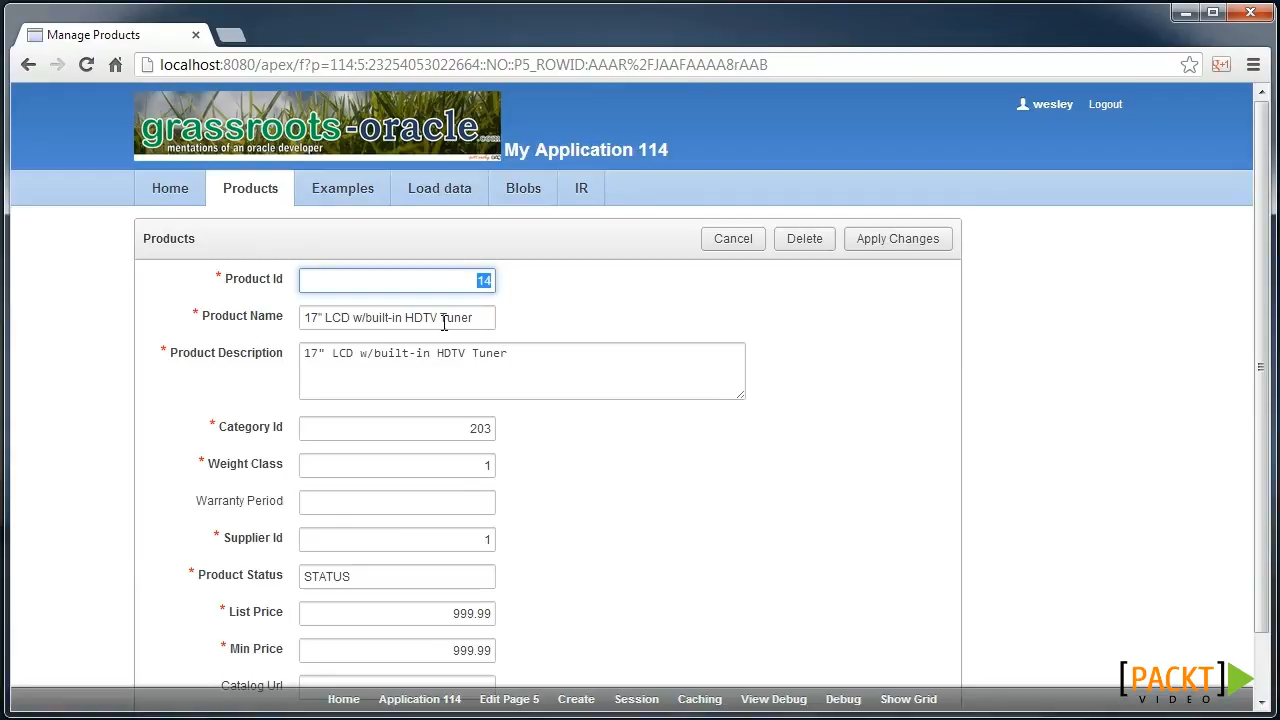 Manage Products
localhost:8080/apex/f?p=114:5:23254053022664::NO::P5_ROWID:AAAR%2FJAAFAAAA8rAAB
grassroots-oracle.com
mentations of an oracle developer
My Application 114
wesley
Logout
Home Products Examples Load data Blobs IR
Products
Cancel Delete Apply Changes
* Product Id 14
* Product Name 17" LCD w/built-in HDTV Tuner
* Product Description 17" LCD w/built-in HDTV Tuner
* Category Id 203
* Weight Class 1
Warranty Period
* Supplier Id 1
* Product Status STATUS
* List Price 999.99
* Min Price 999.99
Catalog Url
Home Application 114 Edit Page 5 Create Session Caching View Debug Debug Show Grid
[PACKT]
VIDEO